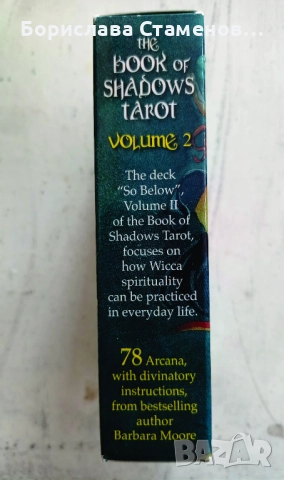 Борислава Стаменов...
the
BOOK OF
SHADOWS
TAROT
VOLUME 2
The deck
“So Below”,
Volume II
of the Book of
Shadows Tarot,
focuses on
how Wicca
spirituality
can be practiced
in everyday life.
78 Arcana,
with divinatory
instructions,
from bestselling
author
Barbara Moore
BAZAR